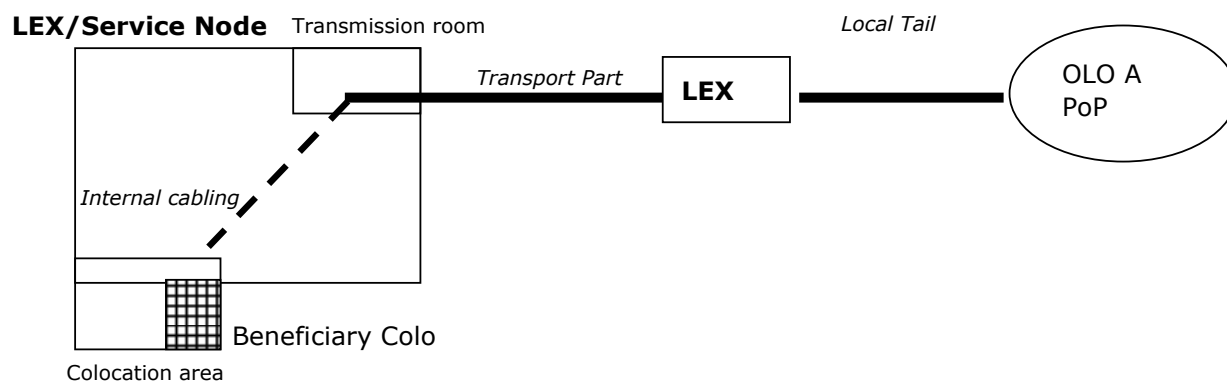 LEX/Service Node
Transmission room
Local Tail
Transport Part
LEX
OLO A
PoP
Internal cabling
Beneficiary Colo
Colocation area